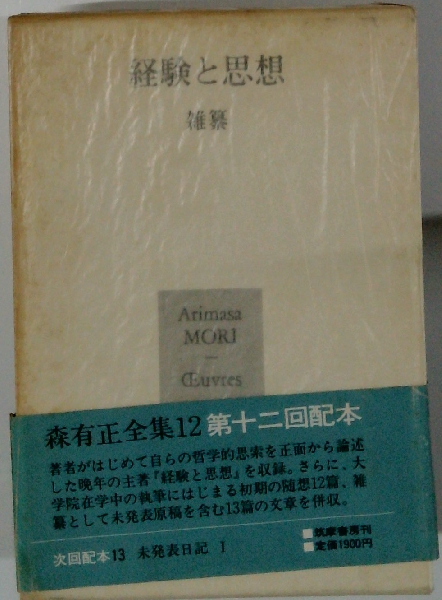 経験と思想
雑纂
Arimasa
MORI
—
Œuvres
森有正全集12 第十二回配本
著者がはじめて自らの哲学的思索を正面から論述
した晩年の主著『経験と思想』を収録。さらに、大
学院在学中の執筆にはじまる初期の随想12篇、雑
纂として未発表原稿を含む13篇の文章を併収。
次回配本13 未発表日記 I
■筑摩書房刊
■定価1900円